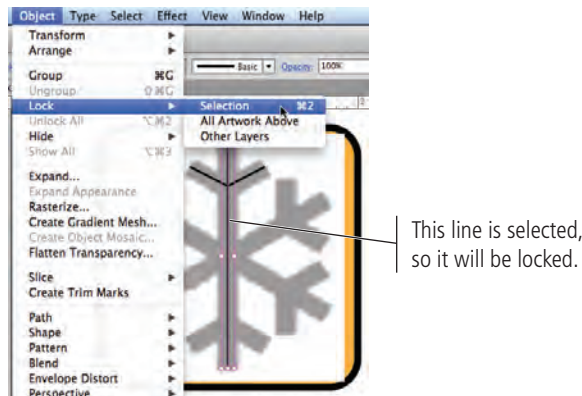 Object Type Select Effect View Window Help
Transform
Arrange
Basic Opacity: 100%
Group ⌘G
Ungroup ⇧⌘G
Lock
Selection ⌘2
Unlock All ⌥⌘2
All Artwork Above
Hide
Other Layers
Show All ⌥⌘3
Expand...
Expand Appearance
Rasterize...
Create Gradient Mesh...
Create Object Mosaic...
Flatten Transparency...
This line is selected,
so it will be locked.
Slice
Create Trim Marks
Path
Shape
Pattern
Blend
Envelope Distort
Perspective